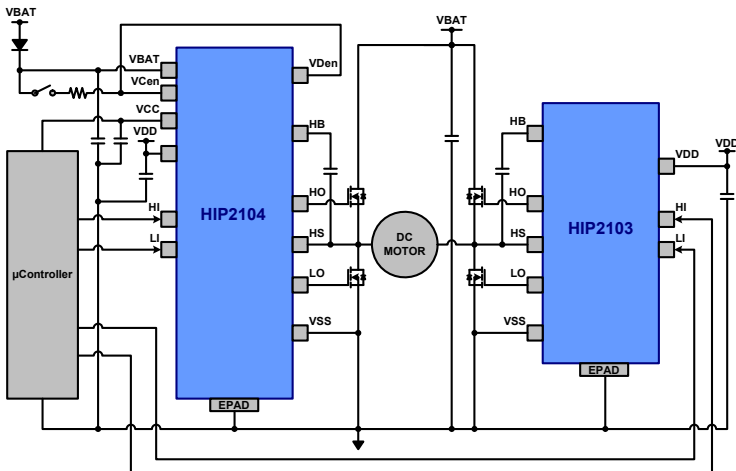 VBAT
VBAT
VBAT
VDen
VCen
VCC
HB
HB
VDD
VDD
VDD
HO
HO
HI
HIP2104
HIP2103
HI
HS
DC
MOTOR
HS
LI
LI
µController
LO
LO
VSS
VSS
EPAD
EPAD